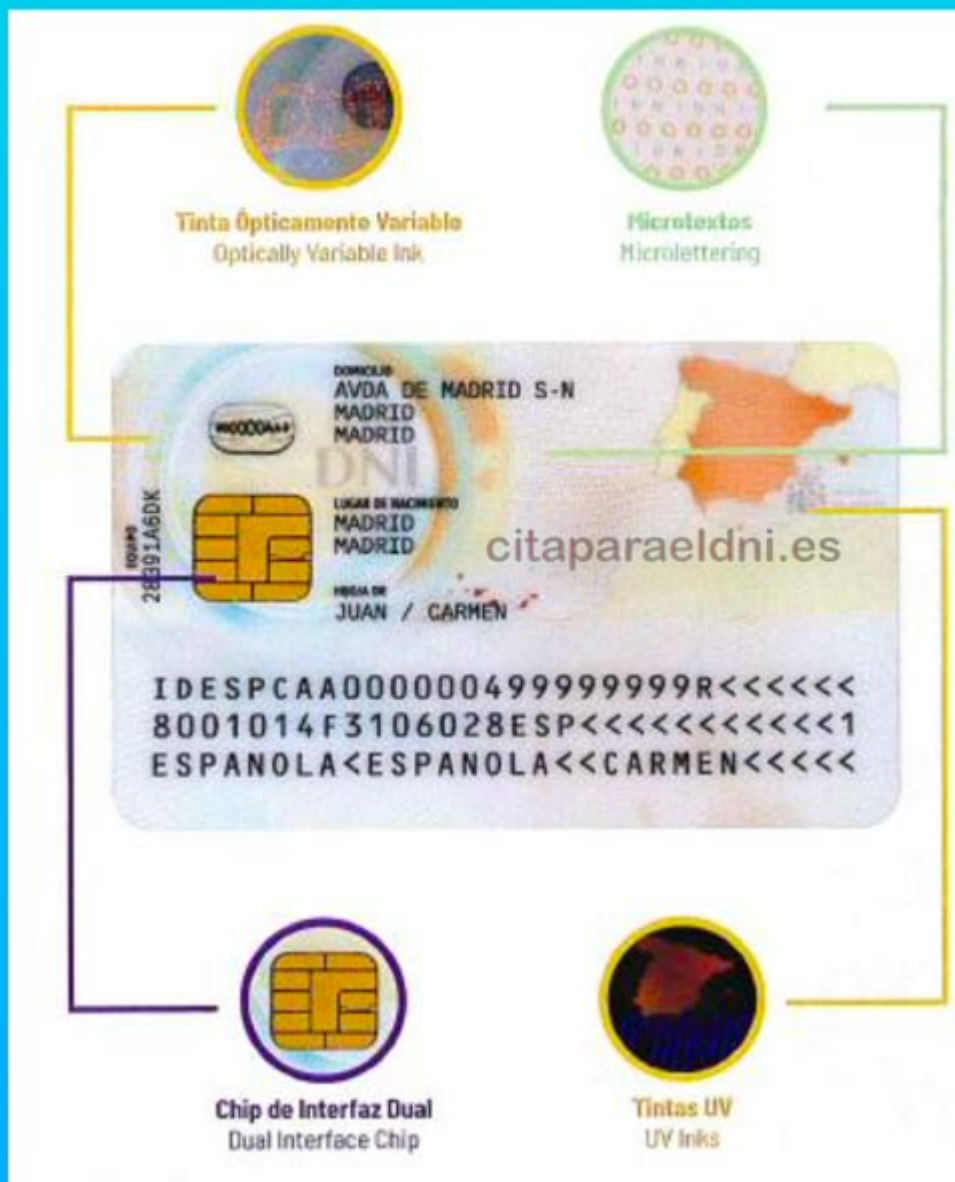 Tinta Ópticamente Variable
Optically Variable Ink
Microtextos
Microlettering
DOMICILIO
AVDA DE MADRID S-N
MADRID
MADRID
DNI
EQUIPO
28391A6DK
LUGAR DE NACIMIENTO
MADRID
MADRID
citaparaeldni.es
HIJO/A DE
JUAN / CARMEN
IDESPCAA000000499999999R<<<<<<
8001014F3106028ESP<<<<<<<<<<<1
ESPANOLA<ESPANOLA<<CARMEN<<<<<
Chip de Interfaz Dual
Dual Interface Chip
Tintas UV
UV Inks